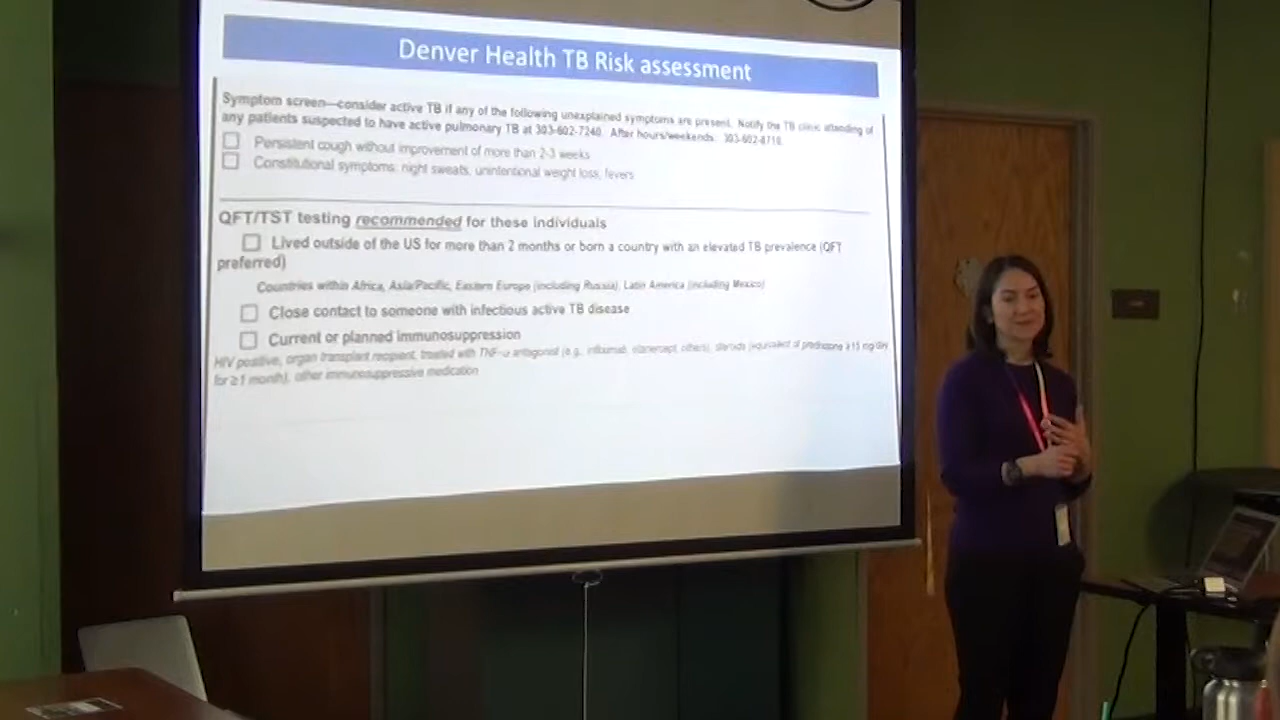 Denver Health TB Risk assessment
Symptom screen—consider active TB if any of the following unexplained symptoms are present. Notify the TB clinic attending of
any patients suspected to have active pulmonary TB at 303-602-7240. After hours/weekends: 303-602-8710.
Persistent cough without improvement of more than 2-3 weeks
Constitutional symptoms: night sweats, unintentional weight loss, fevers
QFT/TST testing recommended for these individuals
Lived outside of the US for more than 2 months or born a country with an elevated TB prevalence (QFT
preferred)
Countries within Africa, Asia/Pacific, Eastern Europe (including Russia), Latin America (including Mexico)
Close contact to someone with infectious active TB disease
Current or planned immunosuppression
HIV positive, organ transplant recipient, treated with TNF-α antagonist (e.g., infliximab, etanercept, others), steroids (equivalent of prednisone ≥15 mg/day
for ≥1 month), other immunosuppressive medication